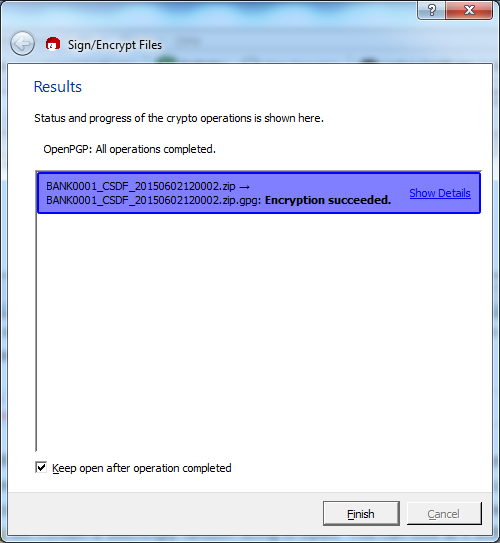 Sign/Encrypt Files
Results
Status and progress of the crypto operations is shown here.
OpenPGP: All operations completed.
BANK0001_CSDF_20150602120002.zip →
BANK0001_CSDF_20150602120002.zip.gpg: Encryption succeeded.
Show Details
Keep open after operation completed
Finish
Cancel